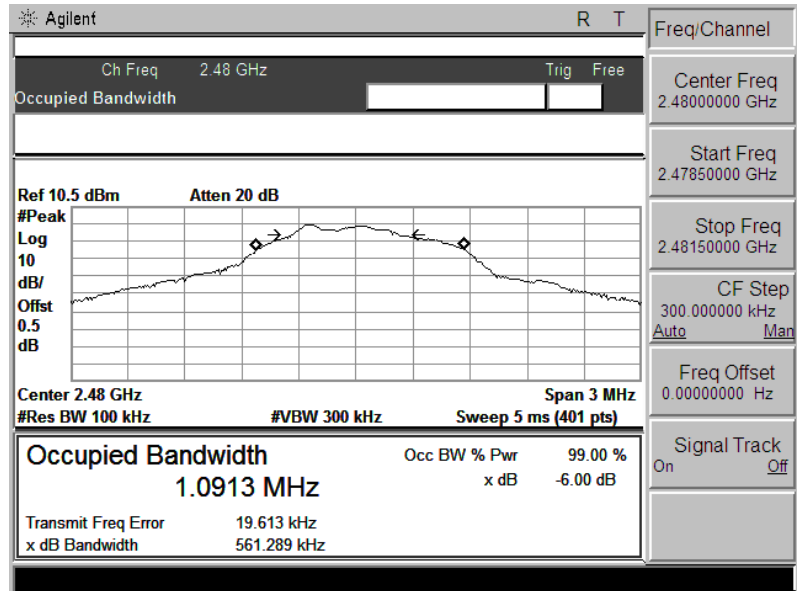 Agilent R T
Ch Freq 2.48 GHz Trig Free
Occupied Bandwidth
Ref 10.5 dBm Atten 20 dB
#Peak
Log
10
dB/
Offst
0.5
dB
Center 2.48 GHz Span 3 MHz
#Res BW 100 kHz #VBW 300 kHz Sweep 5 ms (401 pts)
Occupied Bandwidth Occ BW % Pwr 99.00 %
1.0913 MHz x dB -6.00 dB
Transmit Freq Error 19.613 kHz
x dB Bandwidth 561.289 kHz
Freq/Channel
Center Freq
2.48000000 GHz
Start Freq
2.47850000 GHz
Stop Freq
2.48150000 GHz
CF Step
300.000000 kHz
Auto Man
Freq Offset
0.00000000 Hz
Signal Track
On Off